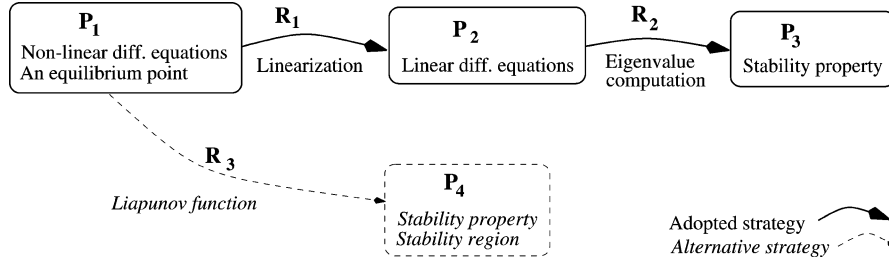 P1
Non-linear diff. equations
An equilibrium point
R1
Linearization
P2
Linear diff. equations
R2
Eigenvalue
computation
P3
Stability property
R3
Liapunov function
P4
Stability property
Stability region
Adopted strategy
Alternative strategy